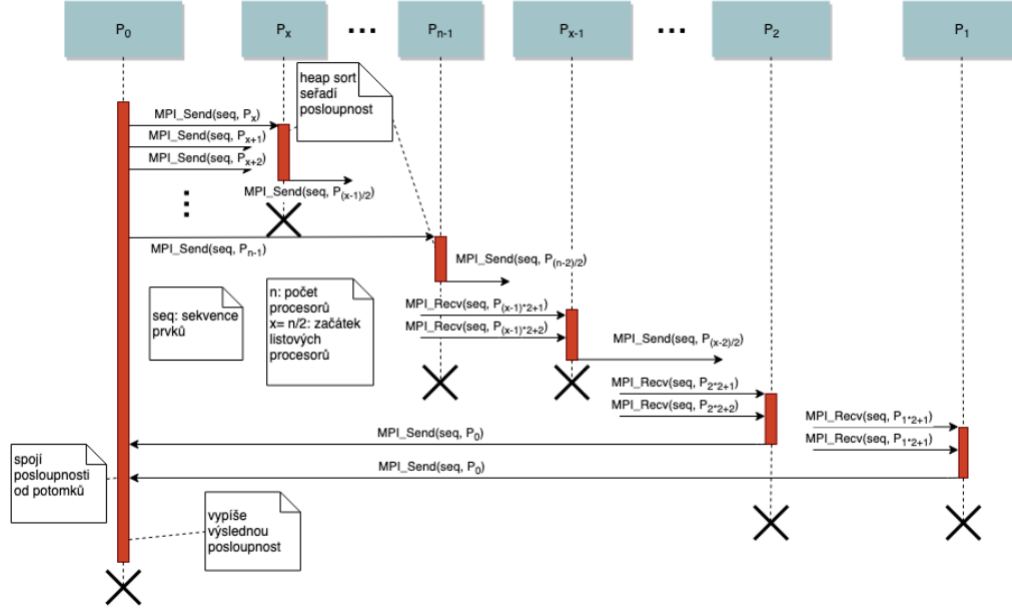 P0
Px
...
Pn-1
Px-1
...
P2
P1
heap sort
seřadí
posloupnost
MPI_Send(seq, Px)
MPI_Send(seq, Px+1)
MPI_Send(seq, Px+2)
MPI_Send(seq, P(x-1)/2)
MPI_Send(seq, Pn-1)
MPI_Send(seq, P(n-2)/2)
seq: sekvence
prvků
n: počet
procesorů
x= n/2: začátek
listových
procesorů
MPI_Recv(seq, P(x-1)*2+1)
MPI_Recv(seq, P(x-1)*2+2)
MPI_Send(seq, P(x-2)/2)
MPI_Recv(seq, P2*2+1)
MPI_Recv(seq, P2*2+2)
MPI_Recv(seq, P1*2+1)
MPI_Recv(seq, P1*2+1)
MPI_Send(seq, P0)
MPI_Send(seq, P0)
spojí
posloupnosti
od potomků
vypíše
výslednou
posloupnost